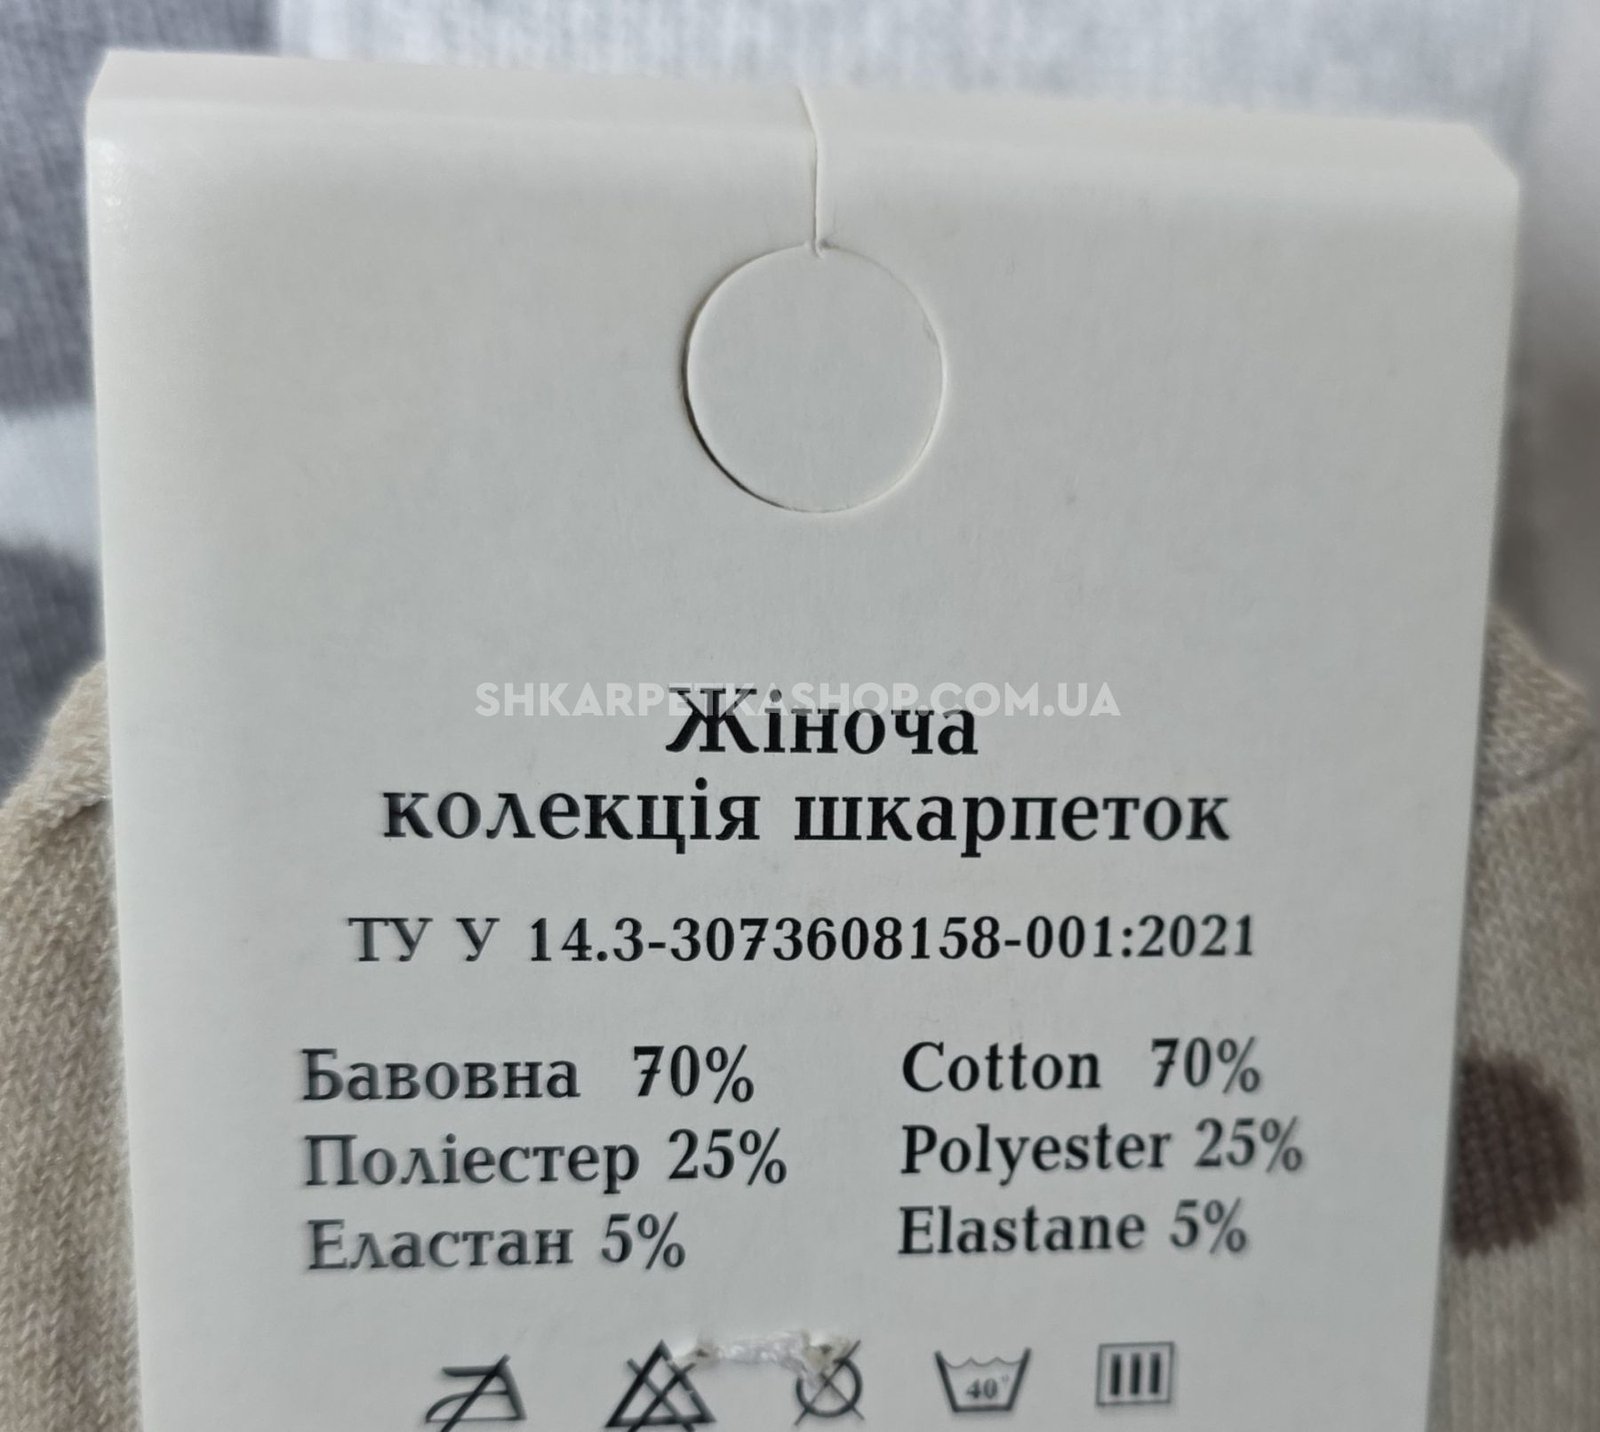 SHKARPETKASHOP.COM.UA
Жіноча
колекція шкарпеток
ТУ У 14.3-3073608158-001:2021
Бавовна 70% Cotton 70%
Поліестер 25% Polyester 25%
Еластан 5% Elastane 5%
40°